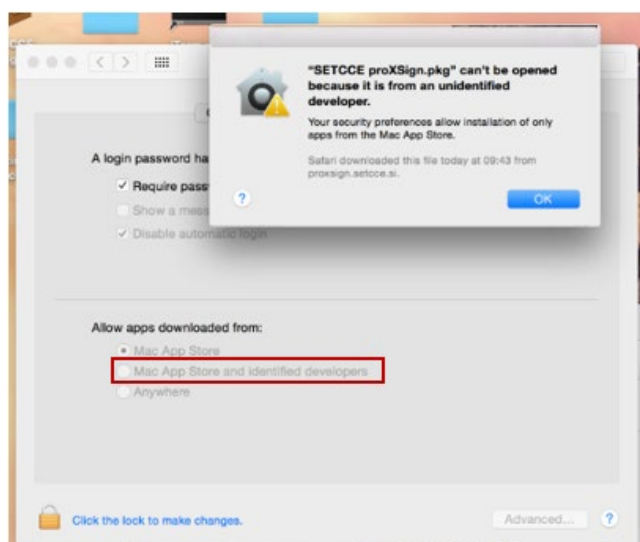 "SETCCE proXSign.pkg" can't be opened
because it is from an unidentified
developer.
Your security preferences allow installation of only
apps from the Mac App Store.
Safari downloaded this file today at 09:43 from
proxsign.setcce.si.
?
OK
A login password ha
Require pass
Show a mess
Disable automatic login
Allow apps downloaded from:
Mac App Store
Mac App Store and identified developers
Anywhere
Click the lock to make changes.
Advanced...
?